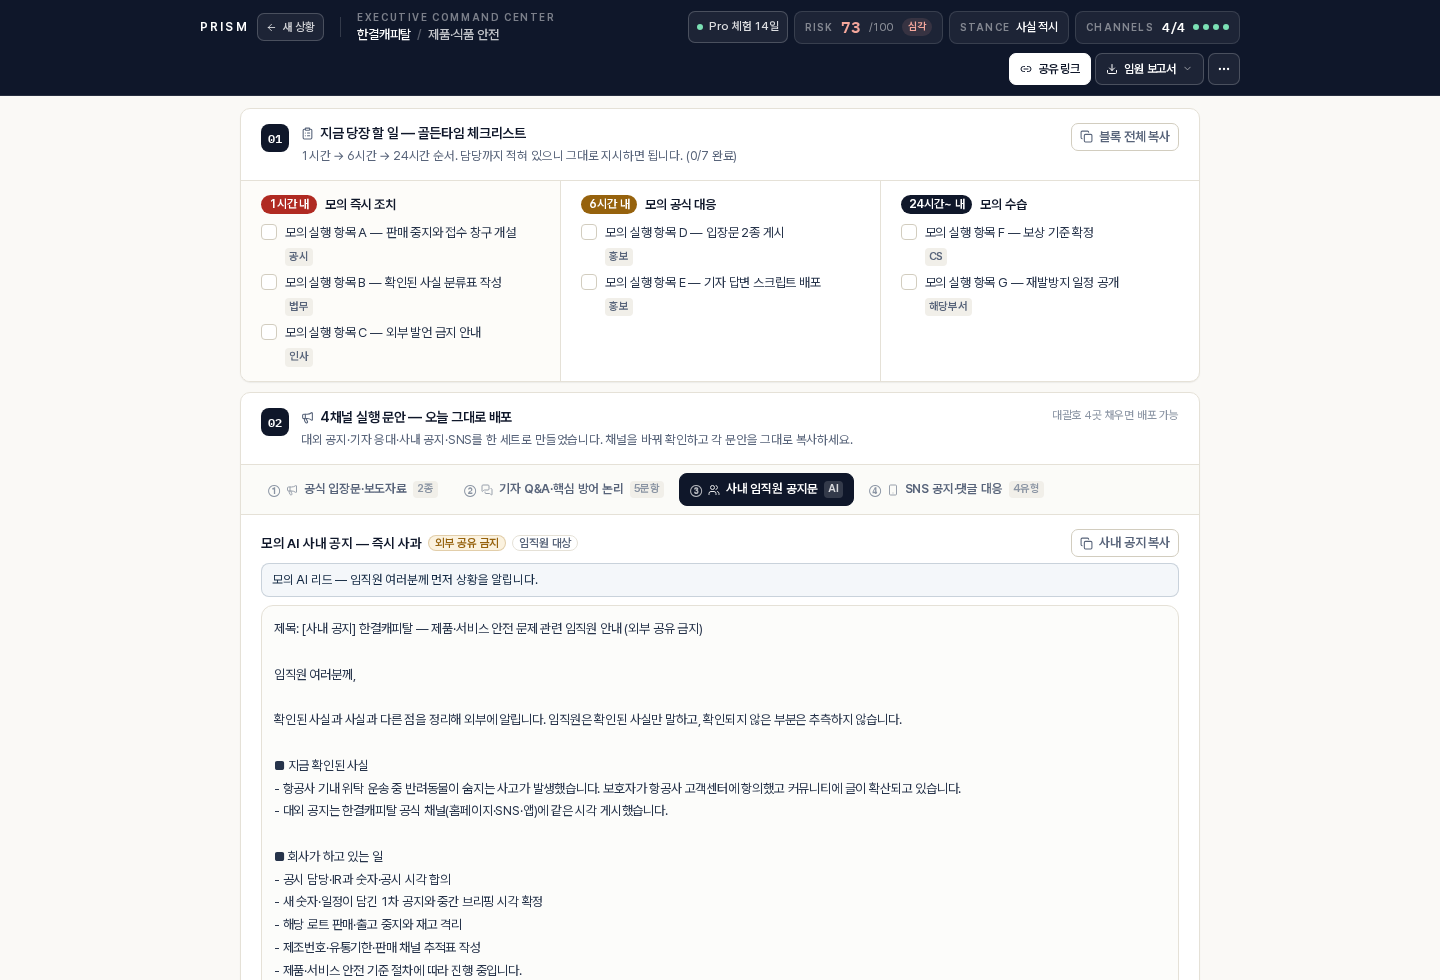 PRISM
← 새 상황
EXECUTIVE COMMAND CENTER
한결캐피탈 / 제품·식품 안전
Pro 체험 14일
RISK 73 /100 심각
STANCE 사실 적시
CHANNELS 4/4
공유 링크
임원 보고서
01
지금 당장 할 일 — 골든타임 체크리스트
1시간 → 6시간 → 24시간 순서. 담당까지 적혀 있으니 그대로 지시하면 됩니다. (0/7 완료)
블록 전체 복사
1시간 내 모의 즉시 조치
모의 실행 항목 A — 판매 중지와 접수 창구 개설
공시
모의 실행 항목 B — 확인된 사실 분류표 작성
법무
모의 실행 항목 C — 외부 발언 금지 안내
인사
6시간 내 모의 공식 대응
모의 실행 항목 D — 입장문 2종 게시
홍보
모의 실행 항목 E — 기자 답변 스크립트 배포
홍보
24시간~ 내 모의 수습
모의 실행 항목 F — 보상 기준 확정
CS
모의 실행 항목 G — 재발방지 일정 공개
해당부서
02
4채널 실행 문안 — 오늘 그대로 배포
대외 공지·기자 응대·사내 공지·SNS를 한 세트로 만들었습니다. 채널을 바꿔 확인하고 각 문안을 그대로 복사하세요.
대괄호 4곳 채우면 배포 가능
① 공식 입장문·보도자료 2종
② 기자 Q&A·핵심 방어 논리 5문항
③ 사내 임직원 공지문 AI
④ SNS 공지·댓글 대응 4유형
모의 AI 사내 공지 — 즉시 사과 외부 공유 금지 임직원 대상
사내 공지 복사
모의 AI 리드 — 임직원 여러분께 먼저 상황을 알립니다.
제목: [사내 공지] 한결캐피탈 — 제품·서비스 안전 문제 관련 임직원 안내 (외부 공유 금지)
임직원 여러분께,
확인된 사실과 사실과 다른 점을 정리해 외부에 알립니다. 임직원은 확인된 사실만 말하고, 확인되지 않은 부분은 추측하지 않습니다.
■ 지금 확인된 사실
- 항공사 기내 위탁 운송 중 반려동물이 숨지는 사고가 발생했습니다. 보호자가 항공사 고객센터에 항의했고 커뮤니티에 글이 확산되고 있습니다.
- 대외 공지는 한결캐피탈 공식 채널(홈페이지·SNS·앱)에 같은 시각 게시했습니다.
■ 회사가 하고 있는 일
- 공시 담당·IR과 숫자·공시 시각 합의
- 새 숫자·일정이 담긴 1차 공지와 중간 브리핑 시각 확정
- 해당 로트 판매·출고 중지와 재고 격리
- 제조번호·유통기한·판매 채널 추적표 작성
- 제품·서비스 안전 기준 절차에 따라 진행 중입니다.